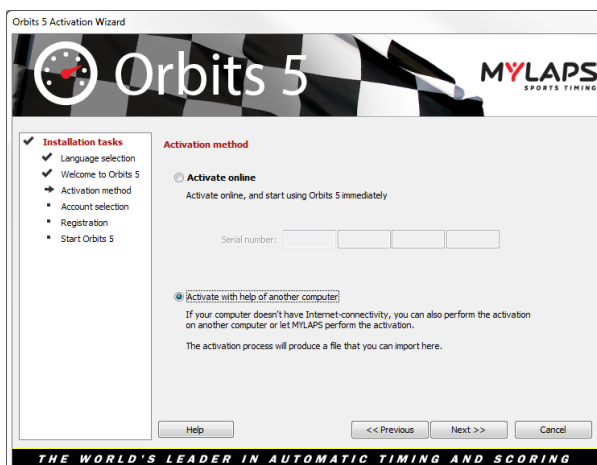 Orbits 5 Activation Wizard
Orbits 5
MYLAPS
SPORTS TIMING
Installation tasks
Language selection
Welcome to Orbits 5
Activation method
Account selection
Registration
Start Orbits 5
Activation method
Activate online
Activate online, and start using Orbits 5 immediately
Serial number:
Activate with help of another computer
If your computer doesn't have Internet-connectivity, you can also perform the activation
on another computer or let MYLAPS perform the activation.
The activation process will produce a file that you can import here.
Help
<< Previous
Next >>
Cancel
THE WORLD'S LEADER IN AUTOMATIC TIMING AND SCORING